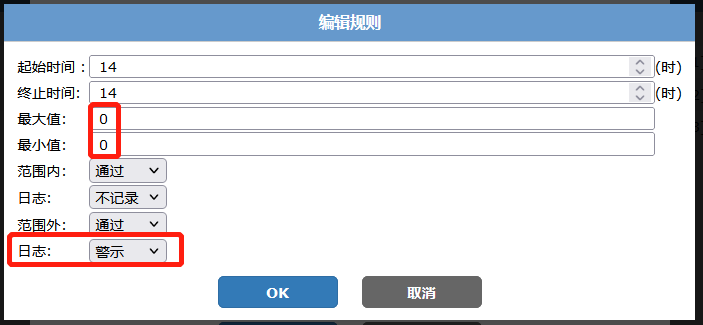 编辑规则
起始时间 : 14 (时)
终止时间: 14 (时)
最大值: 0
最小值: 0
范围内: 通过
日志: 不记录
范围外: 通过
日志: 警示
OK 取消